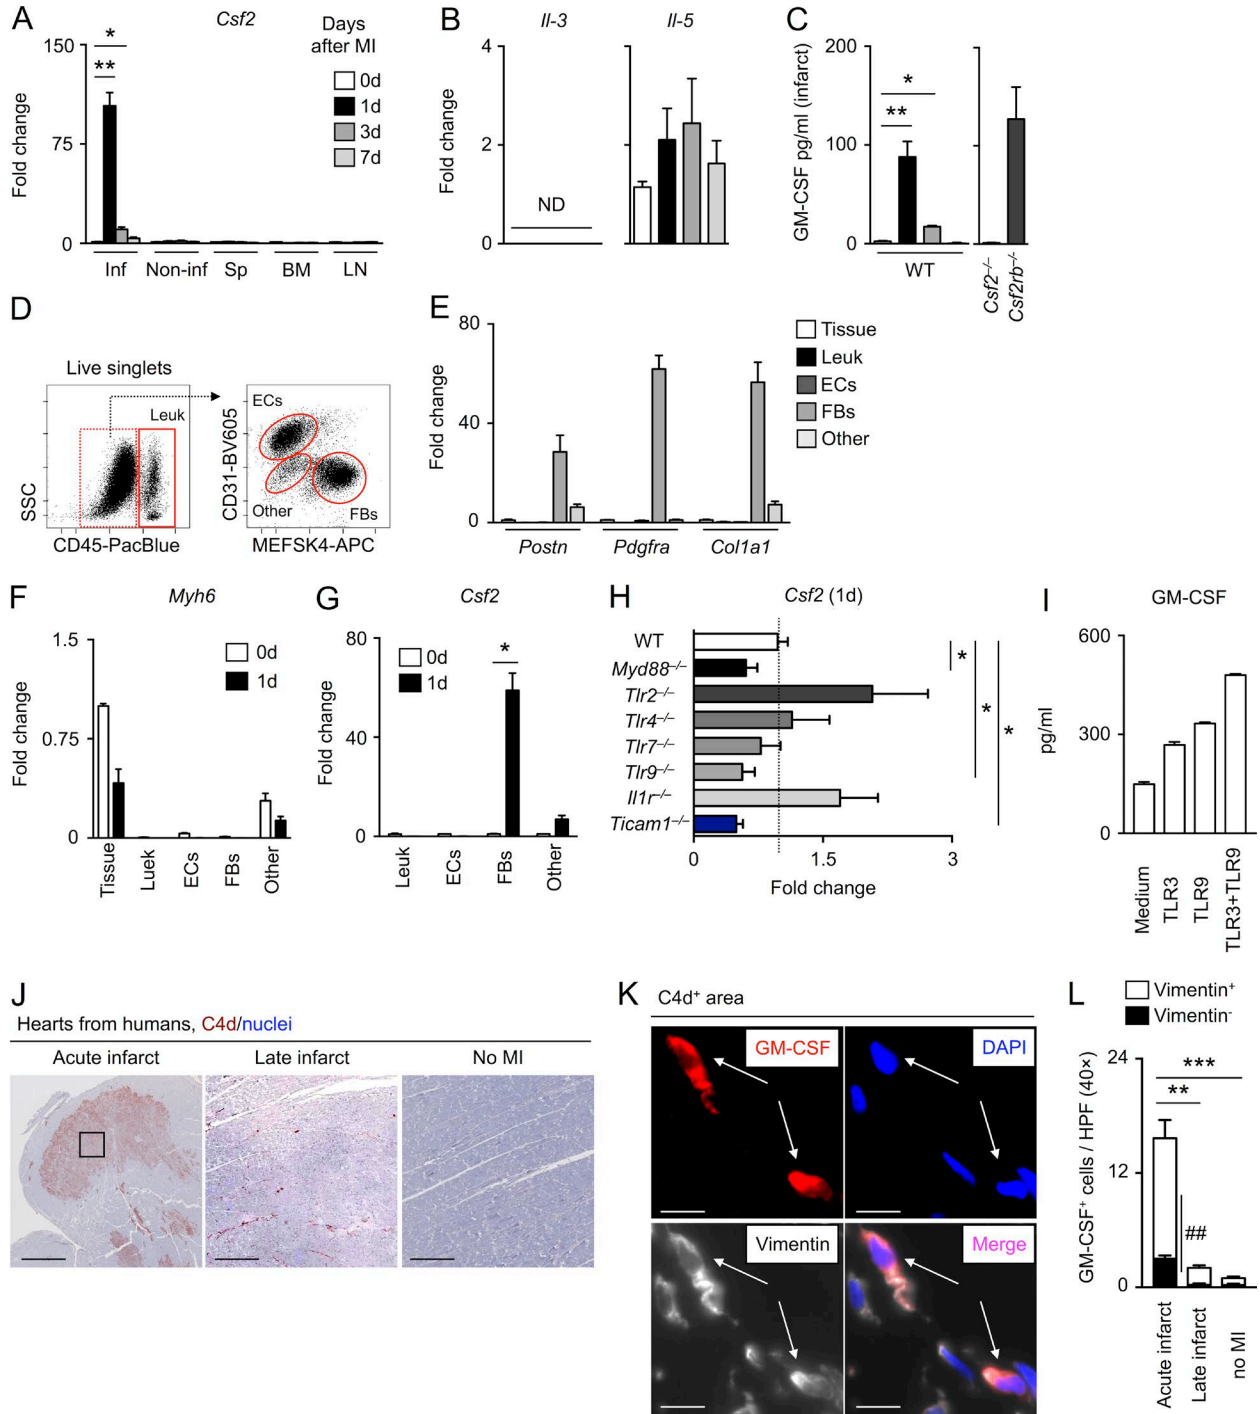 A
Csf2
Days
after MI
0d
1d
3d
7d
Fold change
150
75
0
*
**
Inf
Non-inf
Sp
BM
LN
B
Il-3
Il-5
Fold change
4
2
0
ND
C
GM-CSF pg/ml (infarct)
200
100
0
*
**
WT
Csf2–/–
Csf2rb–/–
D
Live singlets
Leuk
SSC
CD45-PacBlue
ECs
Other
FBs
CD31-BV605
MEFSK4-APC
E
Fold change
80
40
0
Postn
Pdgfra
Col1a1
Tissue
Leuk
ECs
FBs
Other
F
Myh6
0d
1d
Fold change
1.5
0.75
0
Tissue
Luek
ECs
FBs
Other
G
Csf2
0d
1d
Fold change
80
40
0
*
Leuk
ECs
FBs
Other
H
Csf2 (1d)
WT
Myd88–/–
Tlr2–/–
Tlr4–/–
Tlr7–/–
Tlr9–/–
Il1r–/–
Ticam1–/–
*
*
*
0
1.5
3
Fold change
I
GM-CSF
pg/ml
600
300
0
Medium
TLR3
TLR9
TLR3+TLR9
J
Hearts from humans, C4d/nuclei
Acute infarct
Late infarct
No MI
K
C4d+ area
GM-CSF
DAPI
Vimentin
Merge
L
Vimentin+
Vimentin-
GM-CSF+ cells / HPF (40×)
24
12
0
***
**
##
Acute infarct
Late infarct
no MI